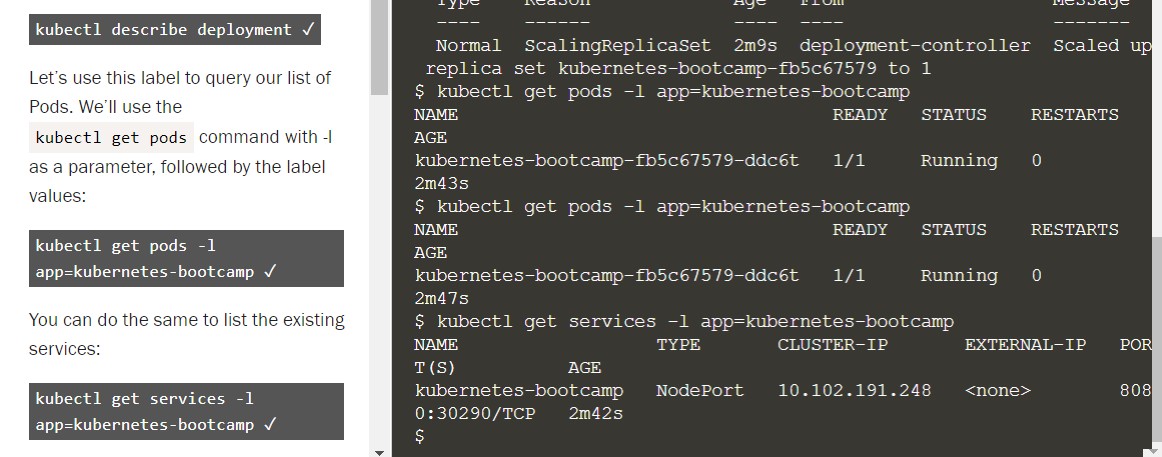 kubectl describe deployment ✓
Let's use this label to query our list of
Pods. We'll use the
kubectl get pods command with -l
as a parameter, followed by the label
values:
kubectl get pods -l
app=kubernetes-bootcamp ✓
You can do the same to list the existing
services:
kubectl get services -l
app=kubernetes-bootcamp ✓
Type Reason Age From Message
---- ------ ---- ---- -------
Normal ScalingReplicaSet 2m9s deployment-controller Scaled up
replica set kubernetes-bootcamp-fb5c67579 to 1
$ kubectl get pods -l app=kubernetes-bootcamp
NAME READY STATUS RESTARTS
AGE
kubernetes-bootcamp-fb5c67579-ddc6t 1/1 Running 0
2m43s
$ kubectl get pods -l app=kubernetes-bootcamp
NAME READY STATUS RESTARTS
AGE
kubernetes-bootcamp-fb5c67579-ddc6t 1/1 Running 0
2m47s
$ kubectl get services -l app=kubernetes-bootcamp
NAME TYPE CLUSTER-IP EXTERNAL-IP POR
T(S) AGE
kubernetes-bootcamp NodePort 10.102.191.248 <none> 808
0:30290/TCP 2m42s
$